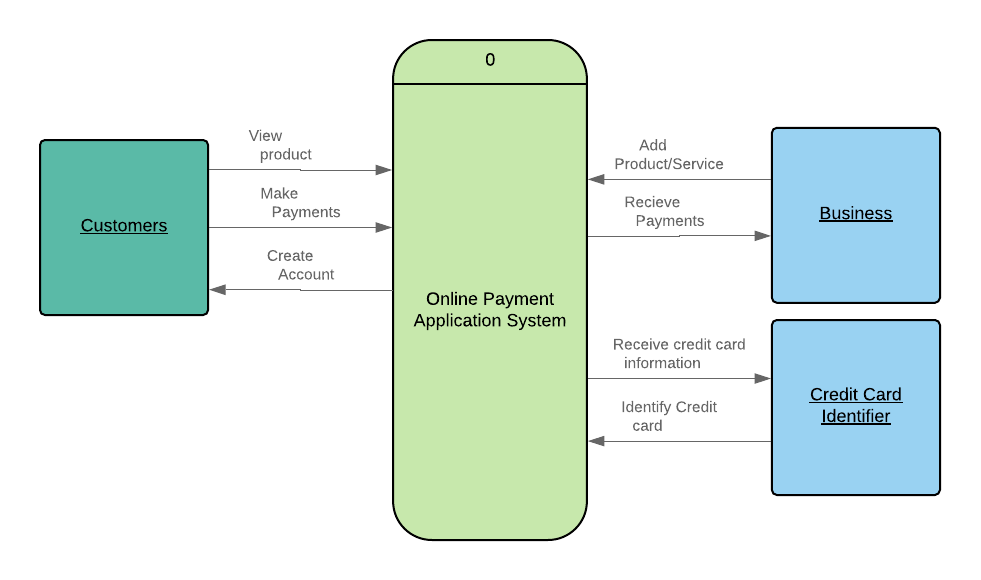 0
View
product
Make
Payments
Create
Account
Customers
Online Payment
Application System
Add
Product/Service
Recieve
Payments
Business
Receive credit card
information
Identify Credit
card
Credit Card
Identifier